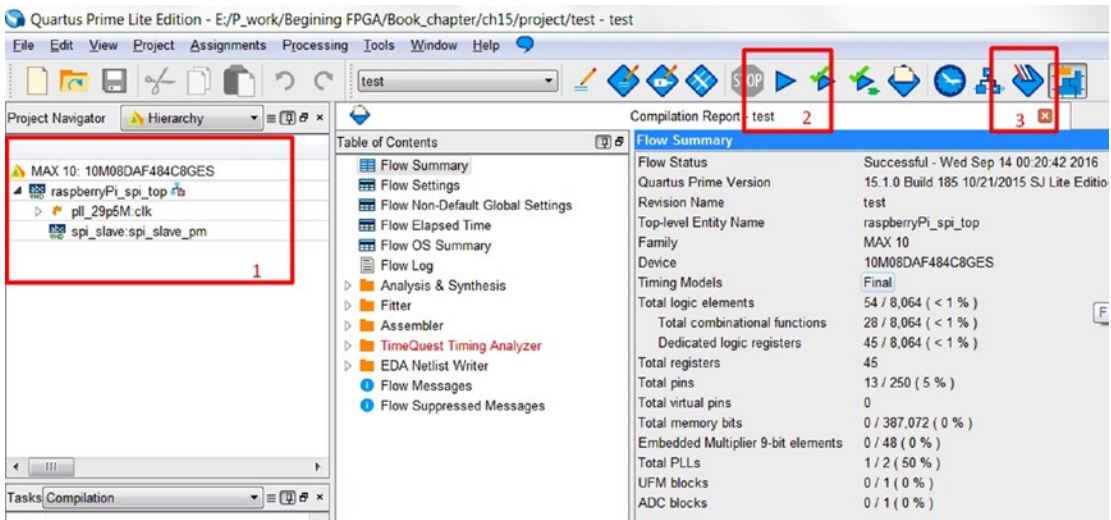 Quartus Prime Lite Edition - E:/P_work/Begining FPGA/Book_chapter/ch15/project/test - test
File Edit View Project Assignments Processing Tools Window Help
test
STOP
Project Navigator Hierarchy
MAX 10: 10M08DAF484C8GES
raspberryPi_spi_top
pll_29p5M:clk
spi_slave:spi_slave_pm
1
Tasks Compilation
Table of Contents
Flow Summary
Flow Settings
Flow Non-Default Global Settings
Flow Elapsed Time
Flow OS Summary
Flow Log
Analysis & Synthesis
Fitter
Assembler
TimeQuest Timing Analyzer
EDA Netlist Writer
Flow Messages
Flow Suppressed Messages
Compilation Report - test
2
3
Flow Summary
Flow Status Successful - Wed Sep 14 00:20:42 2016
Quartus Prime Version 15.1.0 Build 185 10/21/2015 SJ Lite Editio
Revision Name test
Top-level Entity Name raspberryPi_spi_top
Family MAX 10
Device 10M08DAF484C8GES
Timing Models Final
Total logic elements 54 / 8,064 ( < 1 % )
Total combinational functions 28 / 8,064 ( < 1 % )
Dedicated logic registers 45 / 8,064 ( < 1 % )
Total registers 45
Total pins 13 / 250 ( 5 % )
Total virtual pins 0
Total memory bits 0 / 387,072 ( 0 % )
Embedded Multiplier 9-bit elements 0 / 48 ( 0 % )
Total PLLs 1 / 2 ( 50 % )
UFM blocks 0 / 1 ( 0 % )
ADC blocks 0 / 1 ( 0 % )